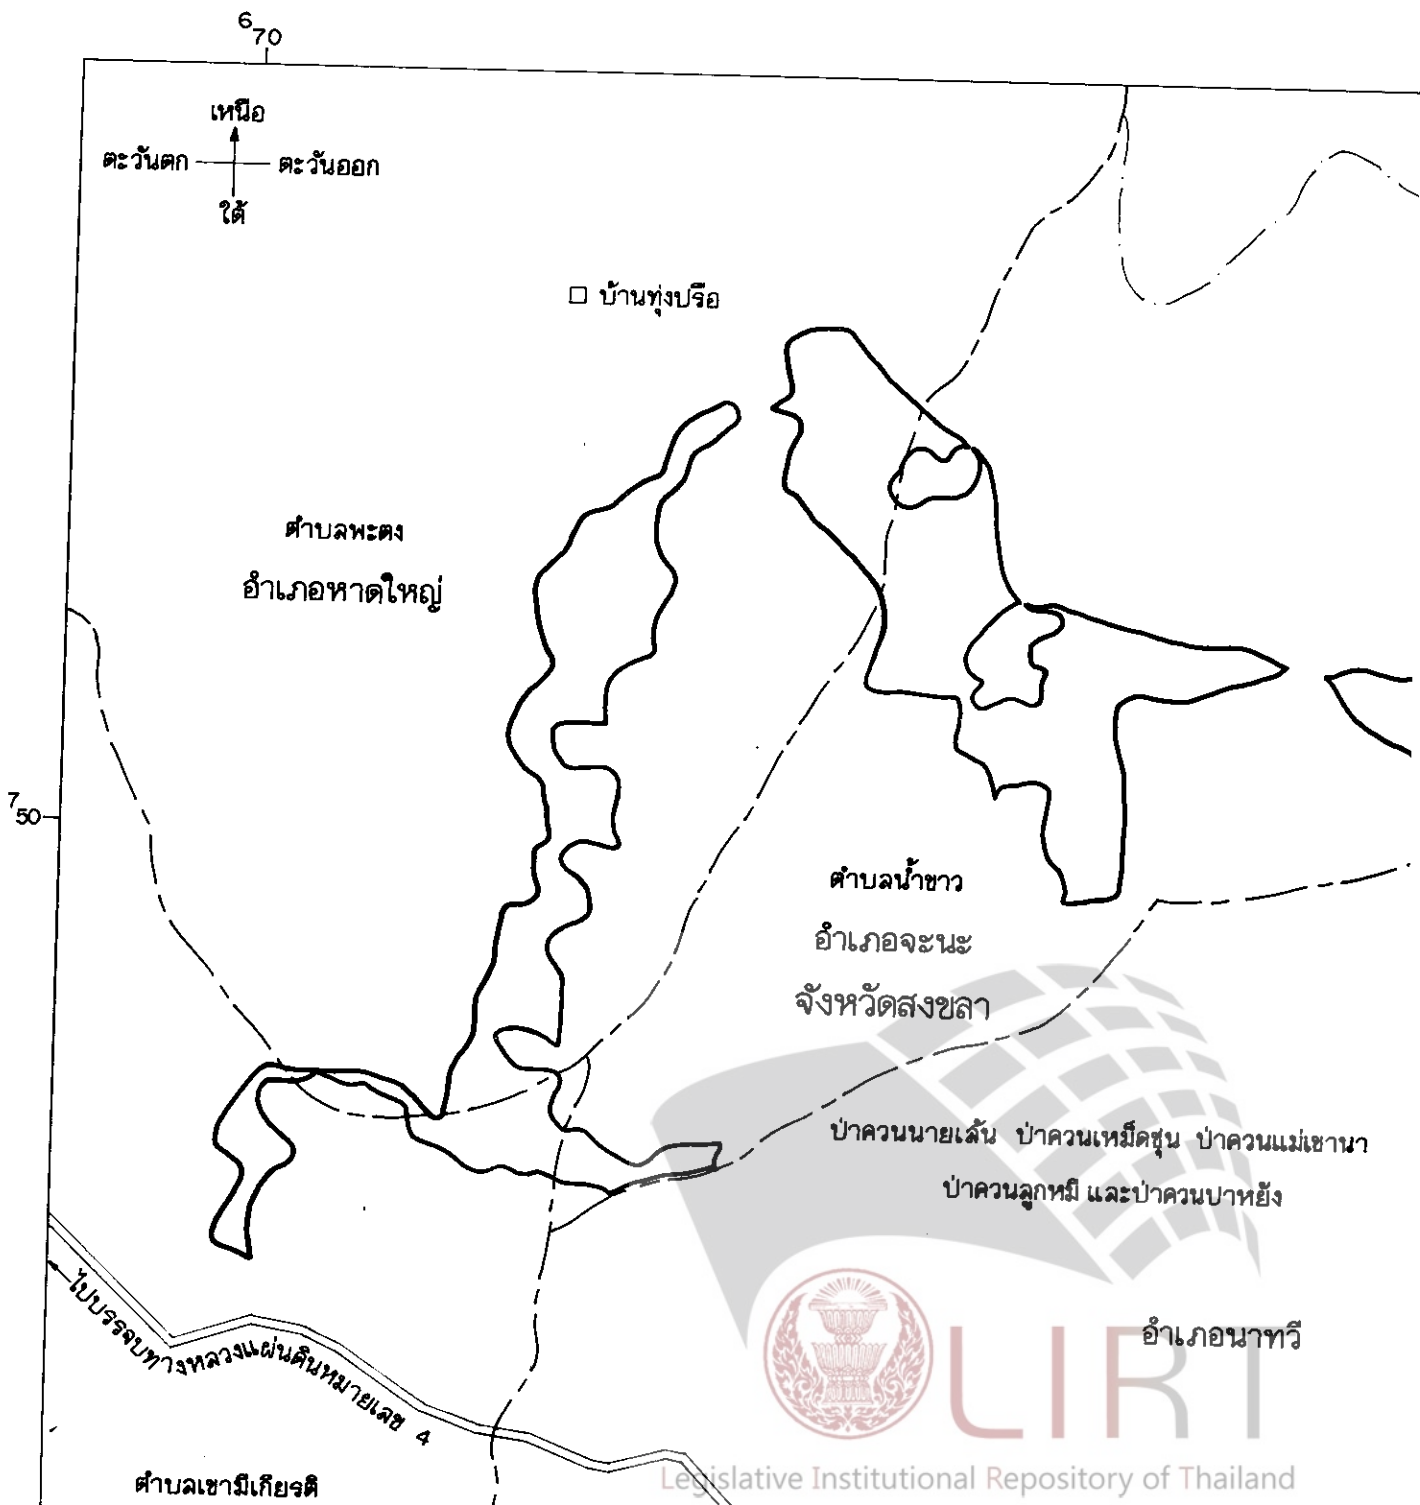 6
70
เหนือ
ตะวันตก ตะวันออก
ใต้
บ้านทุ่งปรือ
ตำบลพะตง
อำเภอหาดใหญ่
7
50
ตำบลน้ำขาว
อำเภอจะนะ
จังหวัดสงขลา
ป่าควนนายเส้น ป่าควนเหม็ดชุน ป่าควนแม่เขานา
ป่าควนลูกหมี และป่าควนปาหยัง
ไปบรรจบทางหลวงแผ่นดินหมายเลข 4
อำเภอนาทวี
LIRT
Legislative Institutional Repository of Thailand
ตำบลเขามีเกียรติ